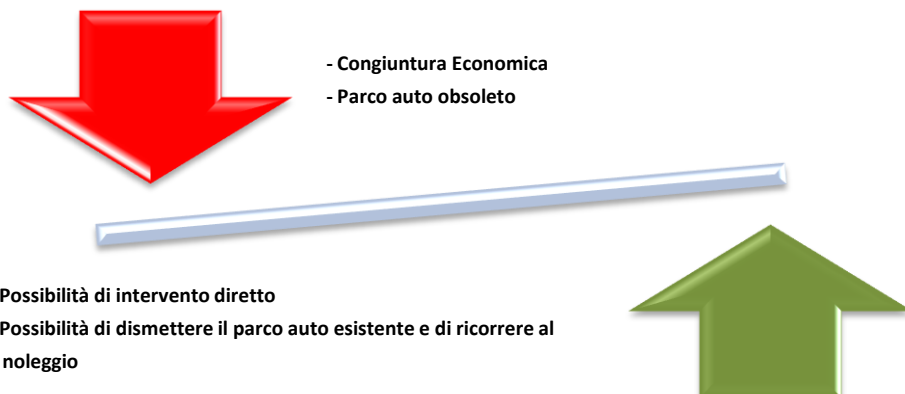 - Congiuntura Economica
- Parco auto obsoleto
Possibilità di intervento diretto
Possibilità di dismettere il parco auto esistente e di ricorrere al
noleggio